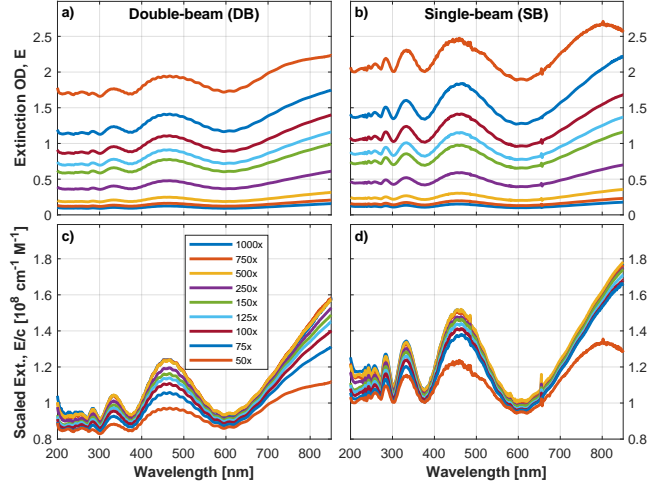 Double-beam (DB)
Single-beam (SB)
a)
b)
Extinction OD, E
2.5
2
1.5
1
0.5
0
2.5
2
1.5
1
0.5
0
c)
d)
Scaled Ext., E/c [10⁸ cm⁻¹ M⁻¹]
1.8
1.6
1.4
1.2
1
0.8
1.8
1.6
1.4
1.2
1
0.8
1000x
750x
500x
250x
150x
125x
100x
75x
50x
200 300 400 500 600 700 800
200 300 400 500 600 700 800
Wavelength [nm]
Wavelength [nm]